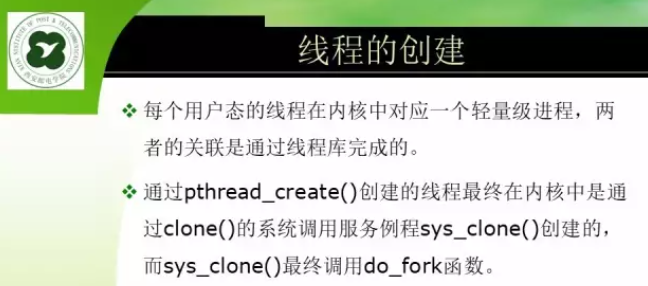 线程的创建
每个用户态的线程在内核中对应一个轻量级进程，两
者的关联是通过线程库完成的。
通过pthread_create()创建的线程最终在内核中是通
过clone()的系统调用服务例程sys_clone()创建的，
而sys_clone()最终调用do_fork函数。